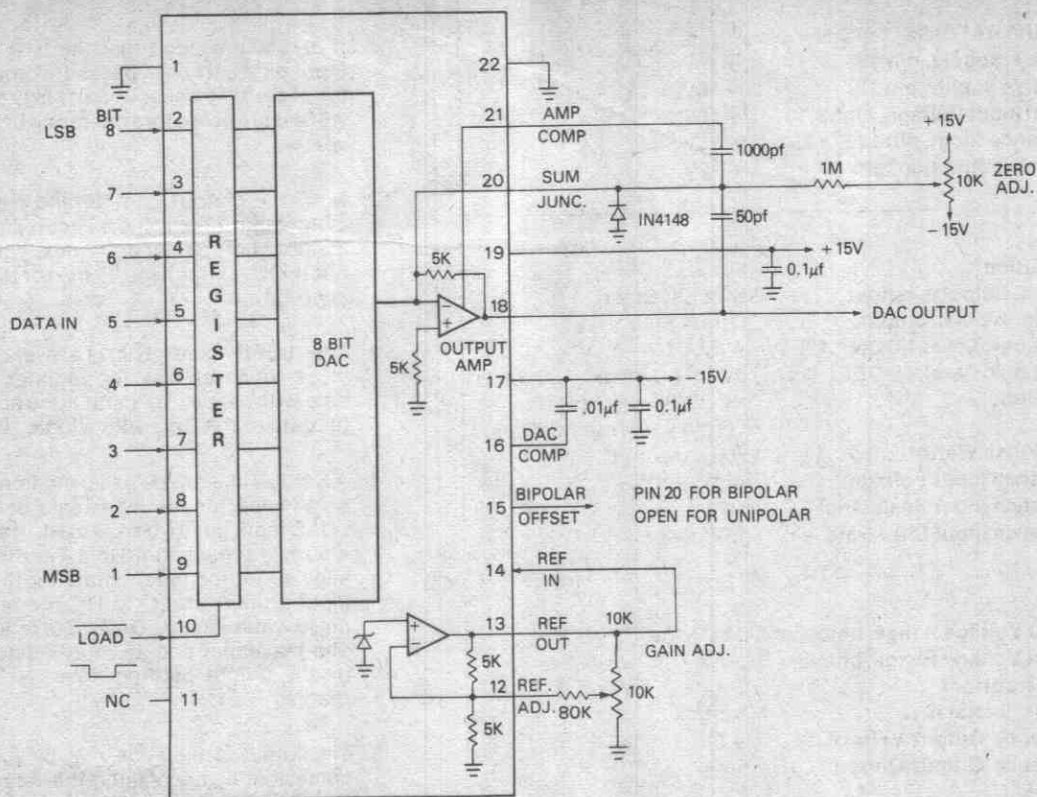 1
22
LSB
BIT
8
2
21
AMP
COMP
1000pf
7
3
20
SUM
JUNC.
1M
15V
10K
ZERO
ADJ.
-15V
IN4148
50pf
6
4
19
+15V
0.1µf
5K
REGISTER
8 BIT
DAC
DATA IN
5
5
18
DAC OUTPUT
5K
OUTPUT
AMP
4
6
17
-15V
.01µf
0.1µf
3
7
16
DAC
COMP
2
8
15
BIPOLAR
OFFSET
PIN 20 FOR BIPOLAR
OPEN FOR UNIPOLAR
MSB
1
9
14
REF
IN
LOAD
10
13
REF
OUT
10K
GAIN ADJ.
5K
NC
11
12
REF.
ADJ.
80K
10K
5K